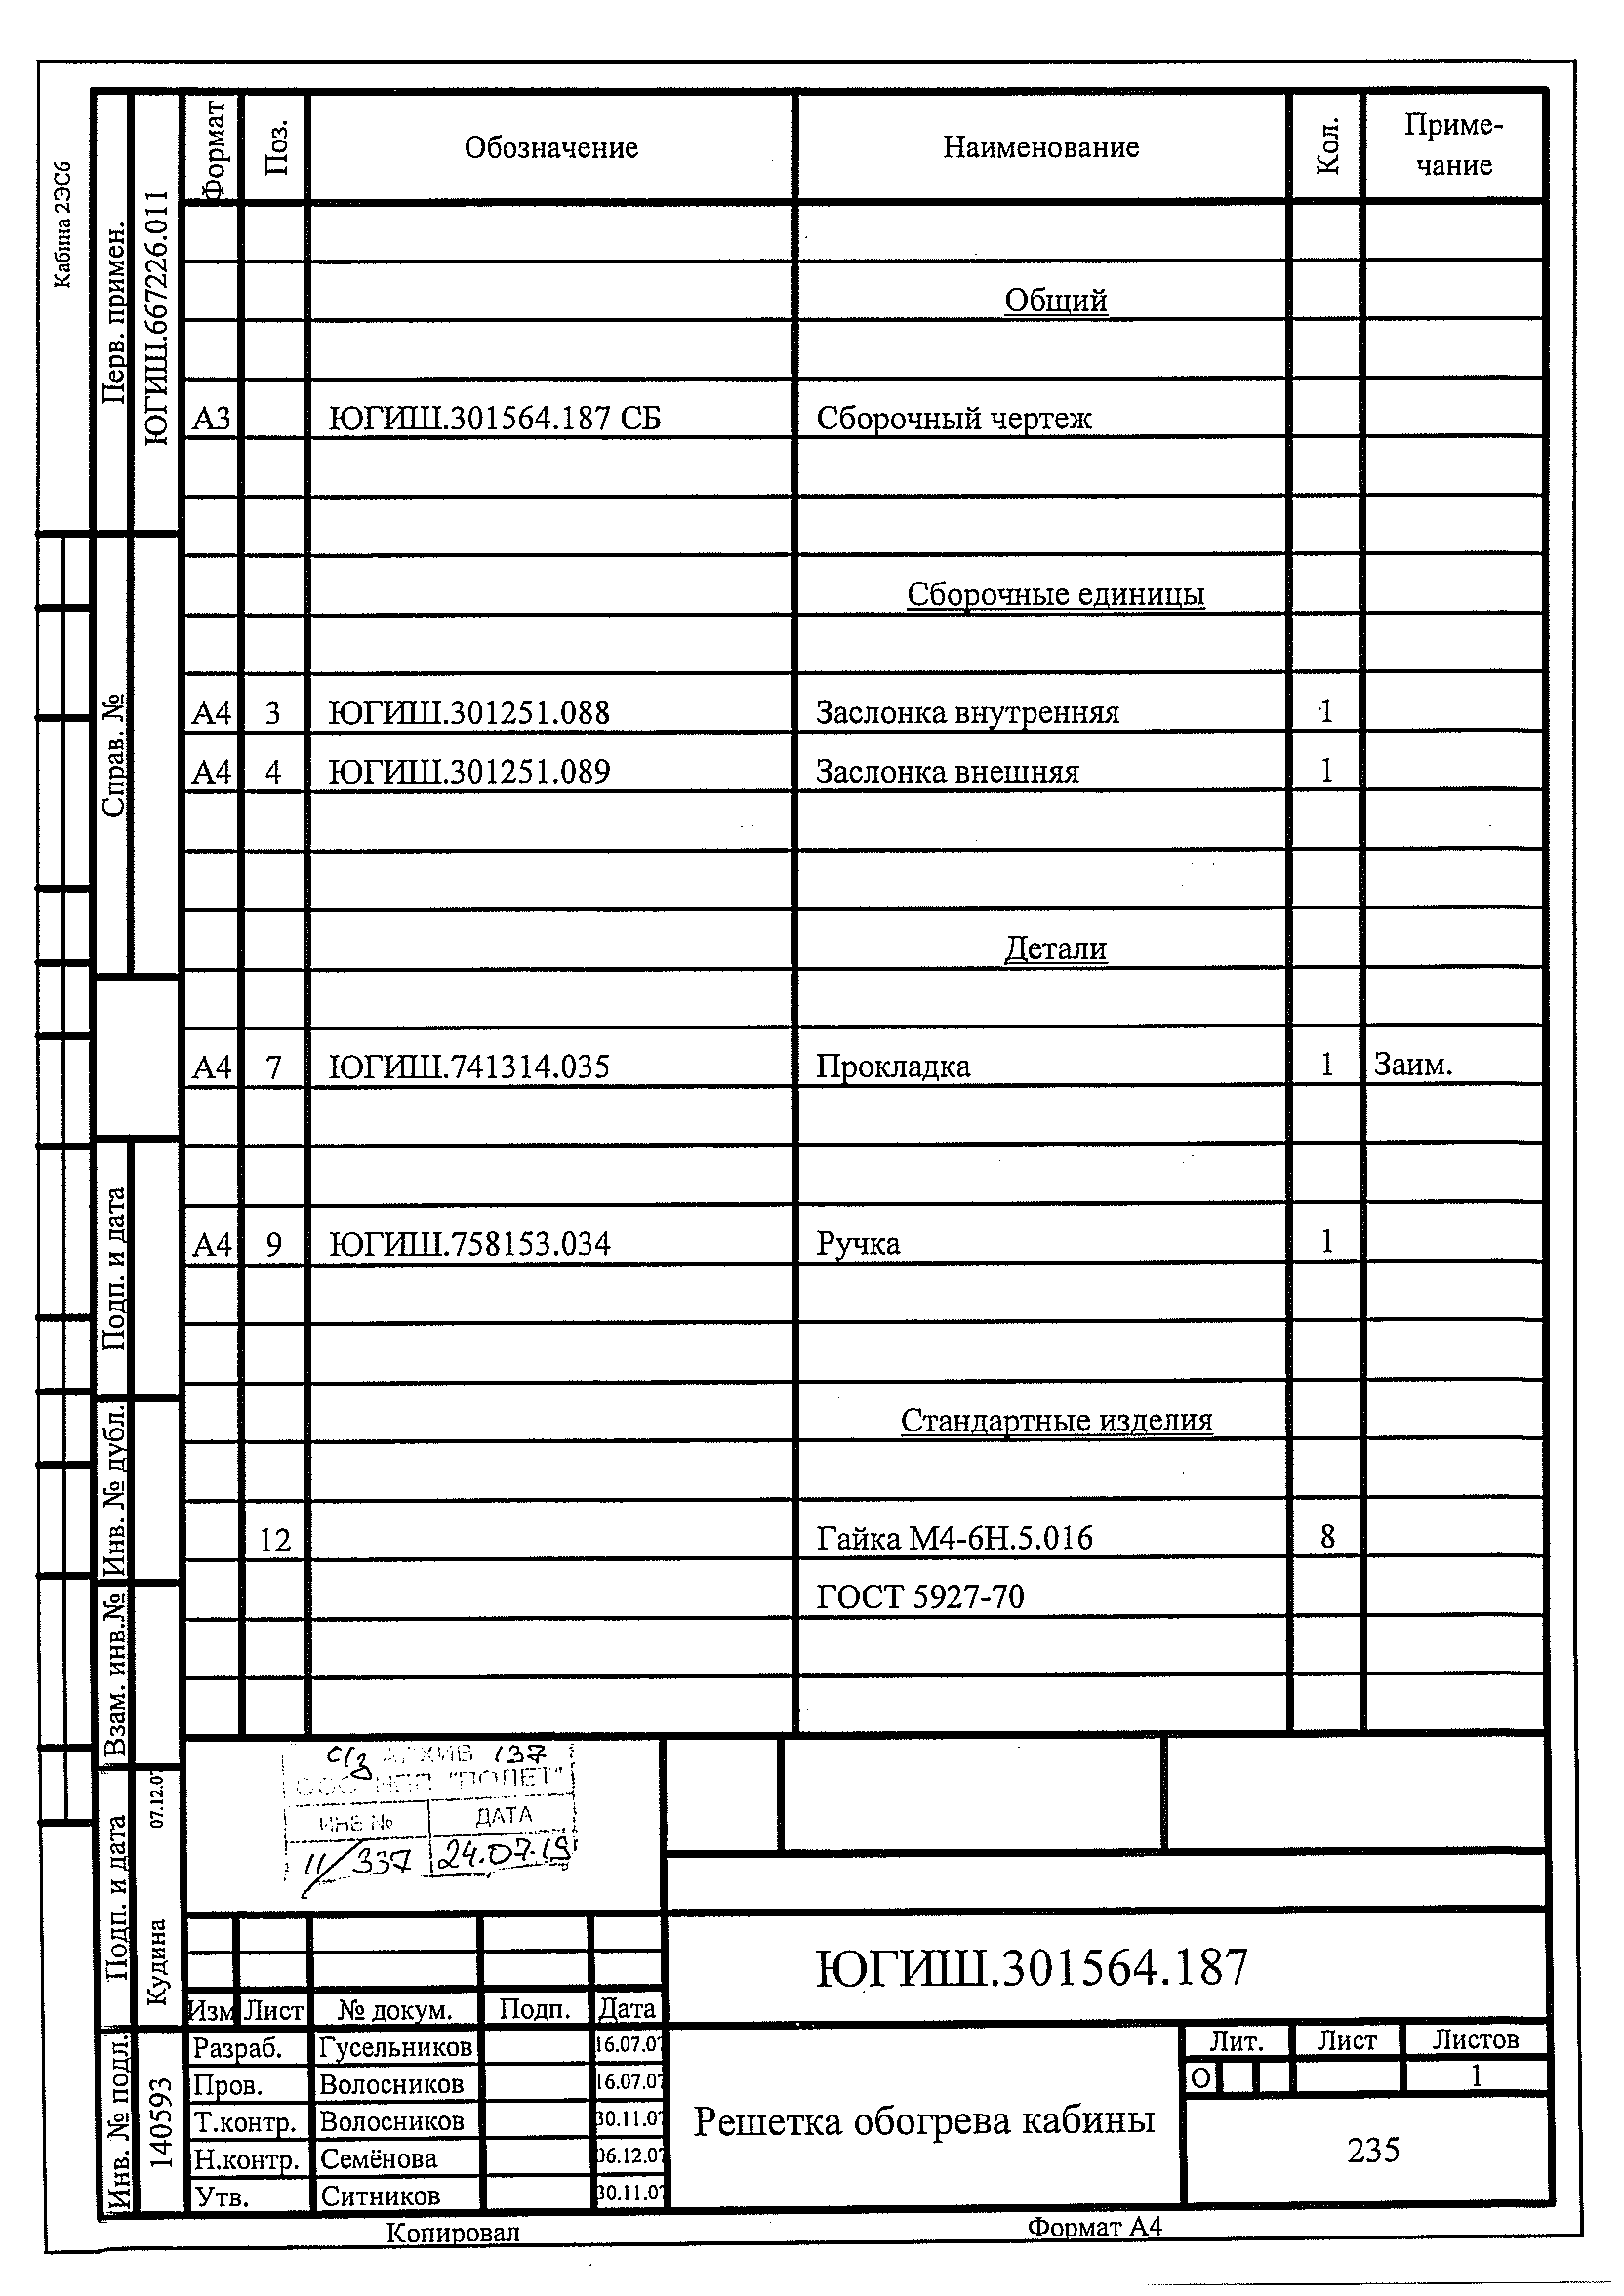 Кабина 2ЭС6
Перв. примен.
ЮГИШ.667226.011
Справ. №
Подп. и дата
Инв. № дубл.
Взам. инв.№
Подп. и дата
Кудина 07.12.07
Инв. № подл.
140593
Формат Поз. Обозначение Наименование Кол. Приме-
чание
Общий
А3 ЮГИШ.301564.187 СБ Сборочный чертеж
Сборочные единицы
А4 3 ЮГИШ.301251.088 Заслонка внутренняя 1
А4 4 ЮГИШ.301251.089 Заслонка внешняя 1
Детали
А4 7 ЮГИШ.741314.035 Прокладка 1 Заим.
А4 9 ЮГИШ.758153.034 Ручка 1
Стандартные изделия
12 Гайка М4-6Н.5.016 8
ГОСТ 5927-70
АРХИВ 137
ООО НПП "ПОЛЕТ"
ИНВ № ДАТА
11/337 24.07.19
ЮГИШ.301564.187
Изм Лист № докум. Подп. Дата
Разраб. Гусельников 16.07.07
Пров. Волосников 16.07.07
Т.контр. Волосников 30.11.07
Н.контр. Семёнова 06.12.07
Утв. Ситников 30.11.07
Решетка обогрева кабины
Лит. Лист Листов
О 1
235
Копировал Формат А4